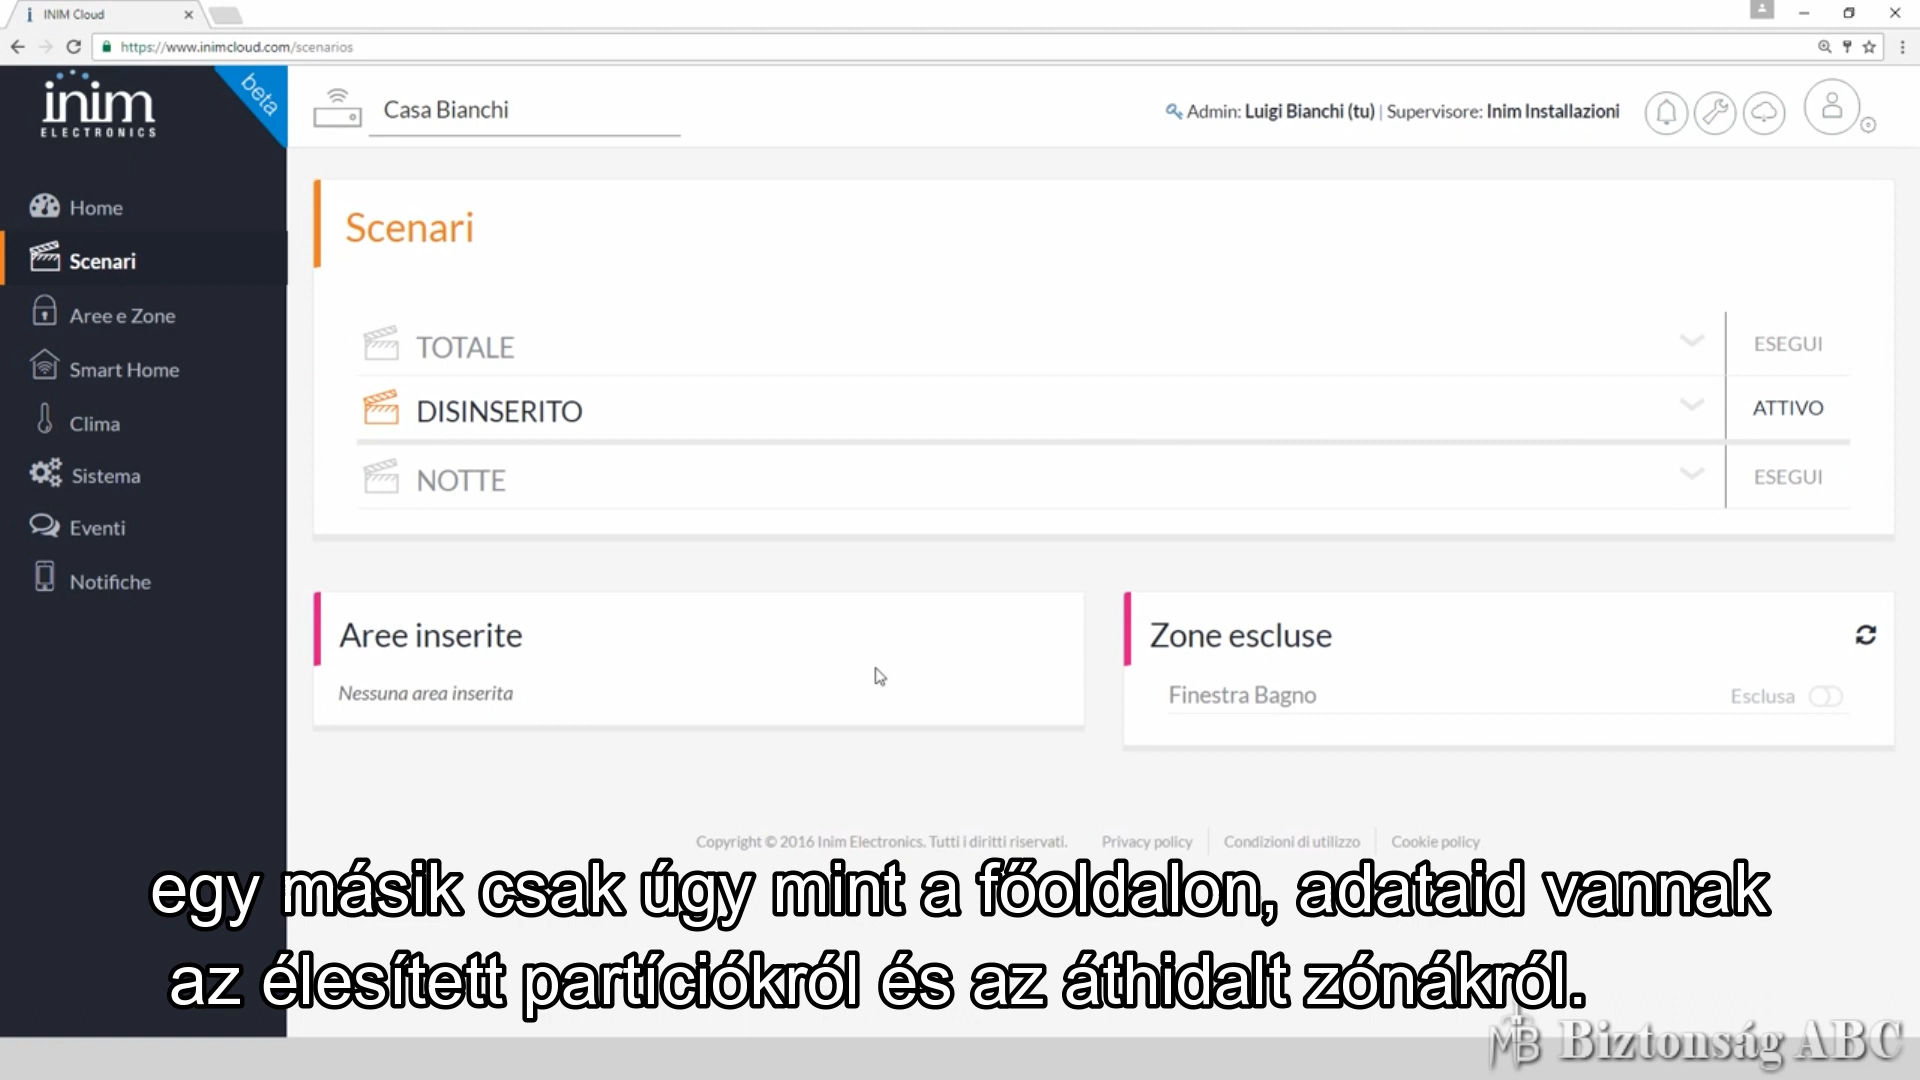 INIM Cloud
https://www.inimcloud.com/scenarios
inim
ELECTRONICS
beta
Casa Bianchi
Admin: Luigi Bianchi (tu) | Supervisore: Inim Installazioni
Home
Scenari
Aree e Zone
Smart Home
Clima
Sistema
Eventi
Notifiche
Scenari
TOTALE
ESEGUI
DISINSERITO
ATTIVO
NOTTE
ESEGUI
Aree inserite
Nessuna area inserita
Zone escluse
Finestra Bagno
Esclusa
Copyright © 2016 Inim Electronics. Tutti i diritti riservati.
Privacy policy
Condizioni di utilizzo
Cookie policy
egy másik csak úgy mint a főoldalon, adataid vannak
az élesített partíciókról és az áthidalt zónákról.
Biztonság ABC